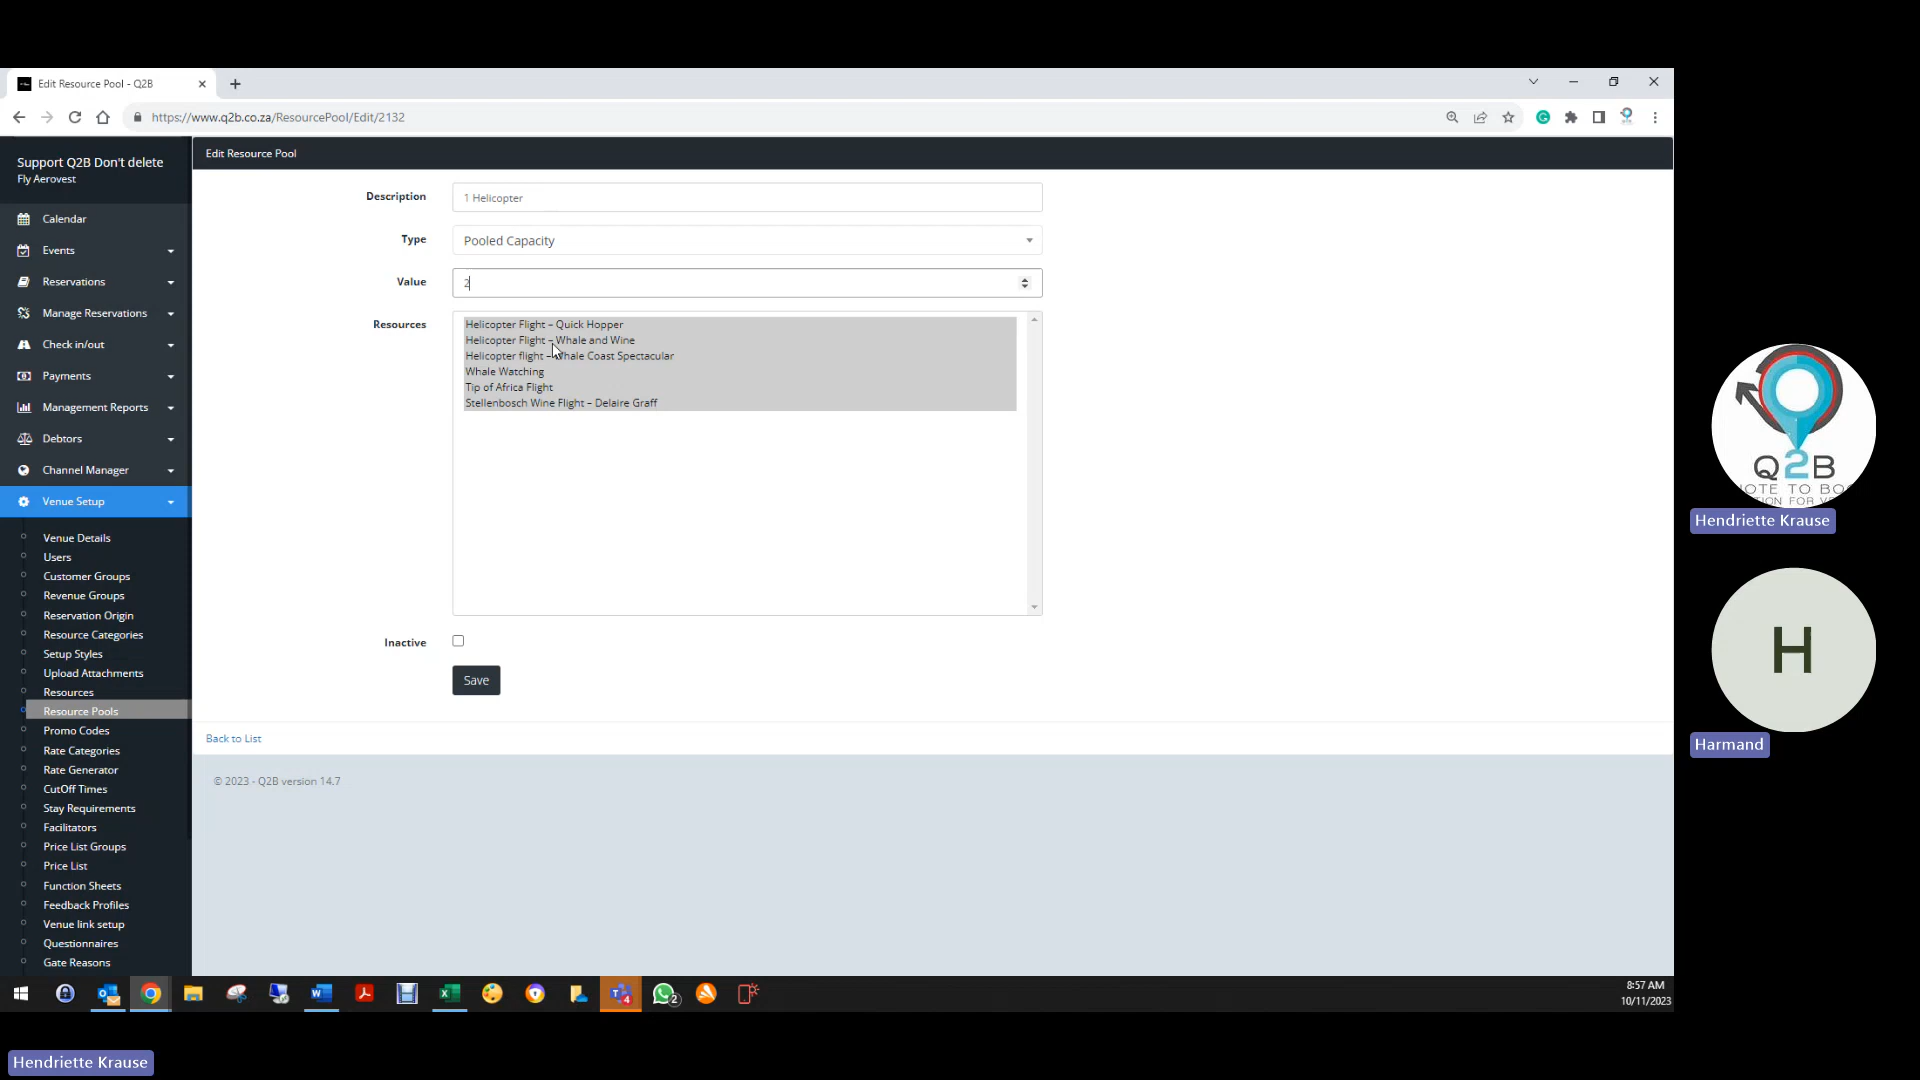 Edit Resource Pool - Q2B
https://www.q2b.co.za/ResourcePool/Edit/2132
Support Q2B Don't delete
Fly Aerovest
Calendar
Events
Reservations
Manage Reservations
Check in/out
Payments
Management Reports
Debtors
Channel Manager
Venue Setup
Venue Details
Users
Customer Groups
Revenue Groups
Reservation Origin
Resource Categories
Setup Styles
Upload Attachments
Resources
Resource Pools
Promo Codes
Rate Categories
Rate Generator
CutOff Times
Stay Requirements
Facilitators
Price List Groups
Price List
Function Sheets
Feedback Profiles
Venue link setup
Questionnaires
Gate Reasons
Edit Resource Pool
Description
1 Helicopter
Type
Pooled Capacity
Value
2
Resources
Helicopter Flight – Quick Hopper
Helicopter Flight – Whale and Wine
Helicopter flight – Whale Coast Spectacular
Whale Watching
Tip of Africa Flight
Stellenbosch Wine Flight – Delaire Graff
Inactive
Save
Back to List
© 2023 - Q2B version 14.7
Q2B
Hendriette Krause
H
Harmand
4
2
8:57 AM
10/11/2023
Hendriette Krause